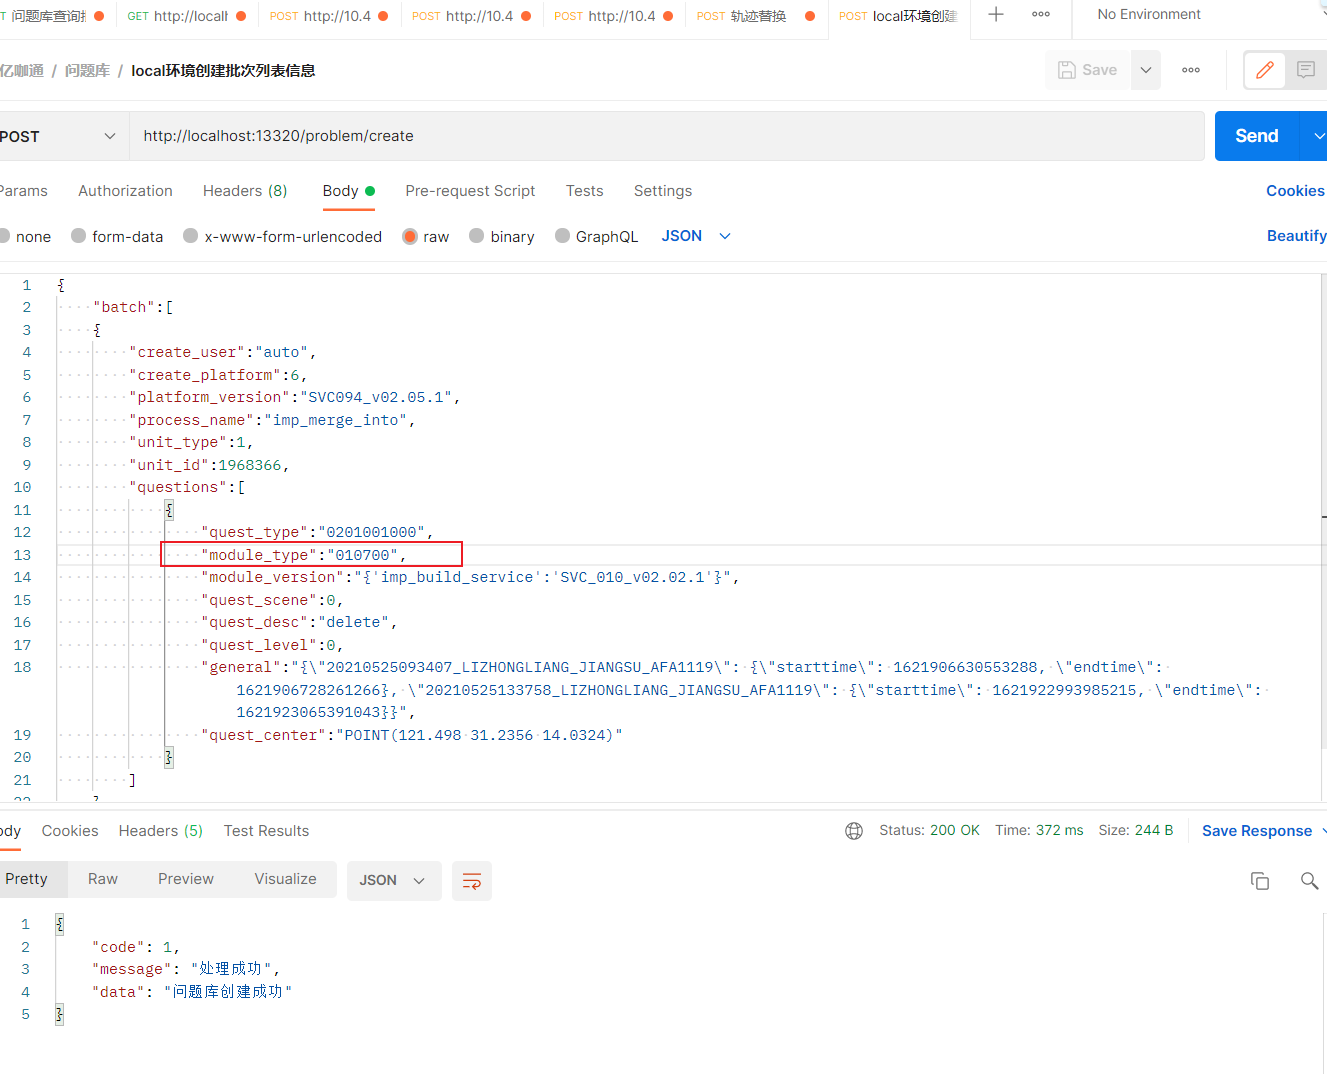 T 问题库查询 GET http://locall POST http://10.4 POST http://10.4 POST http://10.4 POST 轨迹替换 POST local环境创建 No Environment
亿咖通 / 问题库 / local环境创建批次列表信息 Save
POST http://localhost:13320/problem/create Send
Params Authorization Headers (8) Body Pre-request Script Tests Settings Cookies
none form-data x-www-form-urlencoded raw binary GraphQL JSON Beautify
1 {
2 "batch":[
3 {
4 "create_user":"auto",
5 "create_platform":6,
6 "platform_version":"SVC094_v02.05.1",
7 "process_name":"imp_merge_into",
8 "unit_type":1,
9 "unit_id":1968366,
10 "questions":[
11 {
12 "quest_type":"0201001000",
13 "module_type":"010700",
14 "module_version":"{'imp_build_service':'SVC_010_v02.02.1'}",
15 "quest_scene":0,
16 "quest_desc":"delete",
17 "quest_level":0,
18 "general":"{\"20210525093407_LIZHONGLIANG_JIANGSU_AFA1119\": {\"starttime\": 1621906630553288, \"endtime\":
1621906728261266}, \"20210525133758_LIZHONGLIANG_JIANGSU_AFA1119\": {\"starttime\": 1621922993985215, \"endtime\":
1621923065391043}}",
19 "quest_center":"POINT(121.498 31.2356 14.0324)"
20 }
21 ]
22 }
Body Cookies Headers (5) Test Results Status: 200 OK Time: 372 ms Size: 244 B Save Response
Pretty Raw Preview Visualize JSON
1 {
2 "code": 1,
3 "message": "处理成功",
4 "data": "问题库创建成功"
5 }